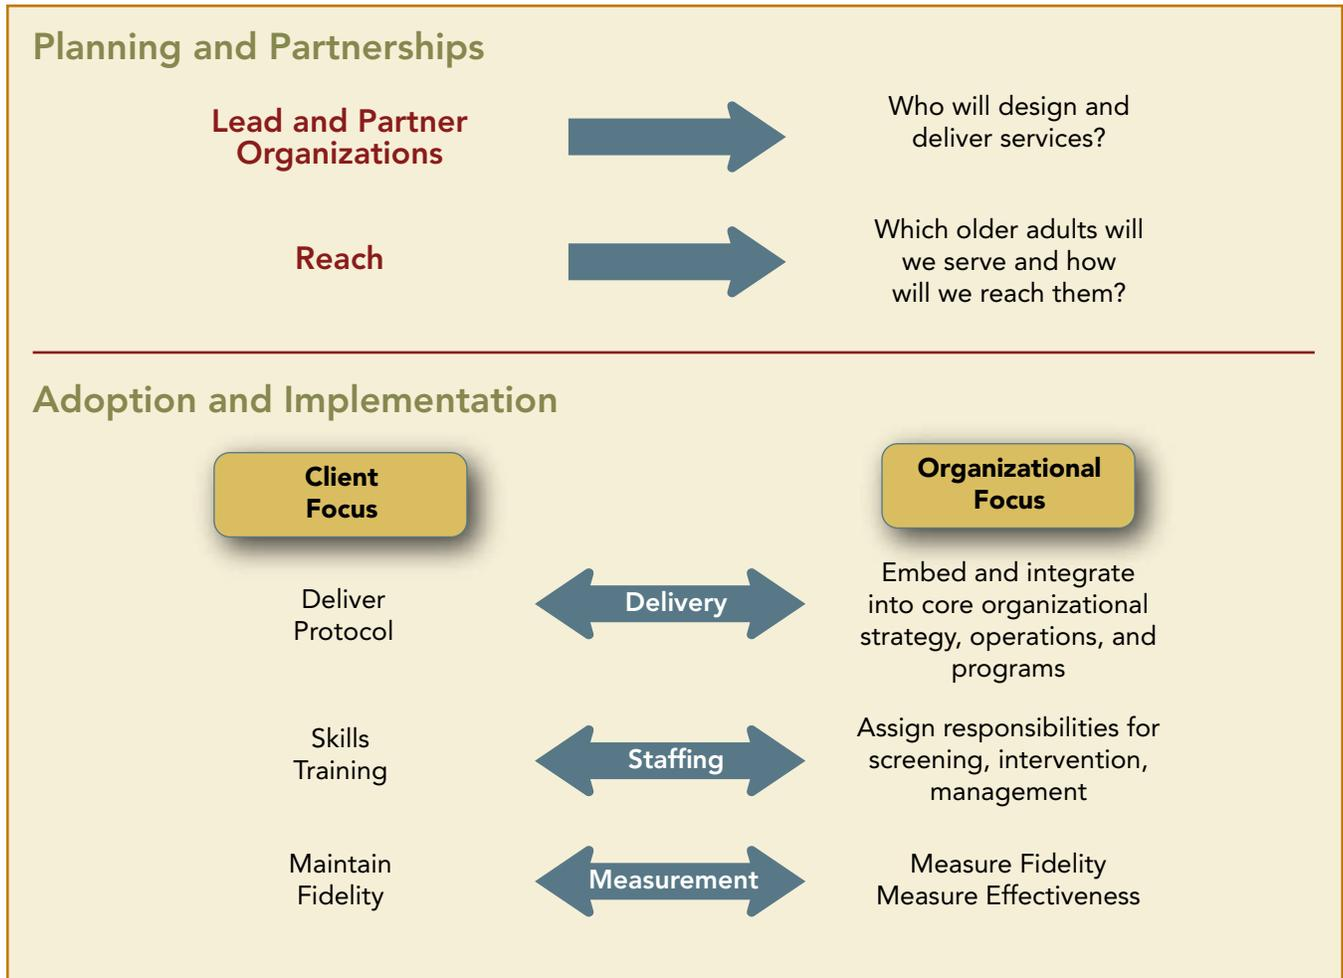 Planning and Partnerships
Lead and Partner
Organizations
Who will design and
deliver services?
Reach
Which older adults will
we serve and how
will we reach them?
Adoption and Implementation
Client
Focus
Organizational
Focus
Deliver
Protocol
Delivery
Embed and integrate
into core organizational
strategy, operations, and
programs
Skills
Training
Staffing
Assign responsibilities for
screening, intervention,
management
Maintain
Fidelity
Measurement
Measure Fidelity
Measure Effectiveness